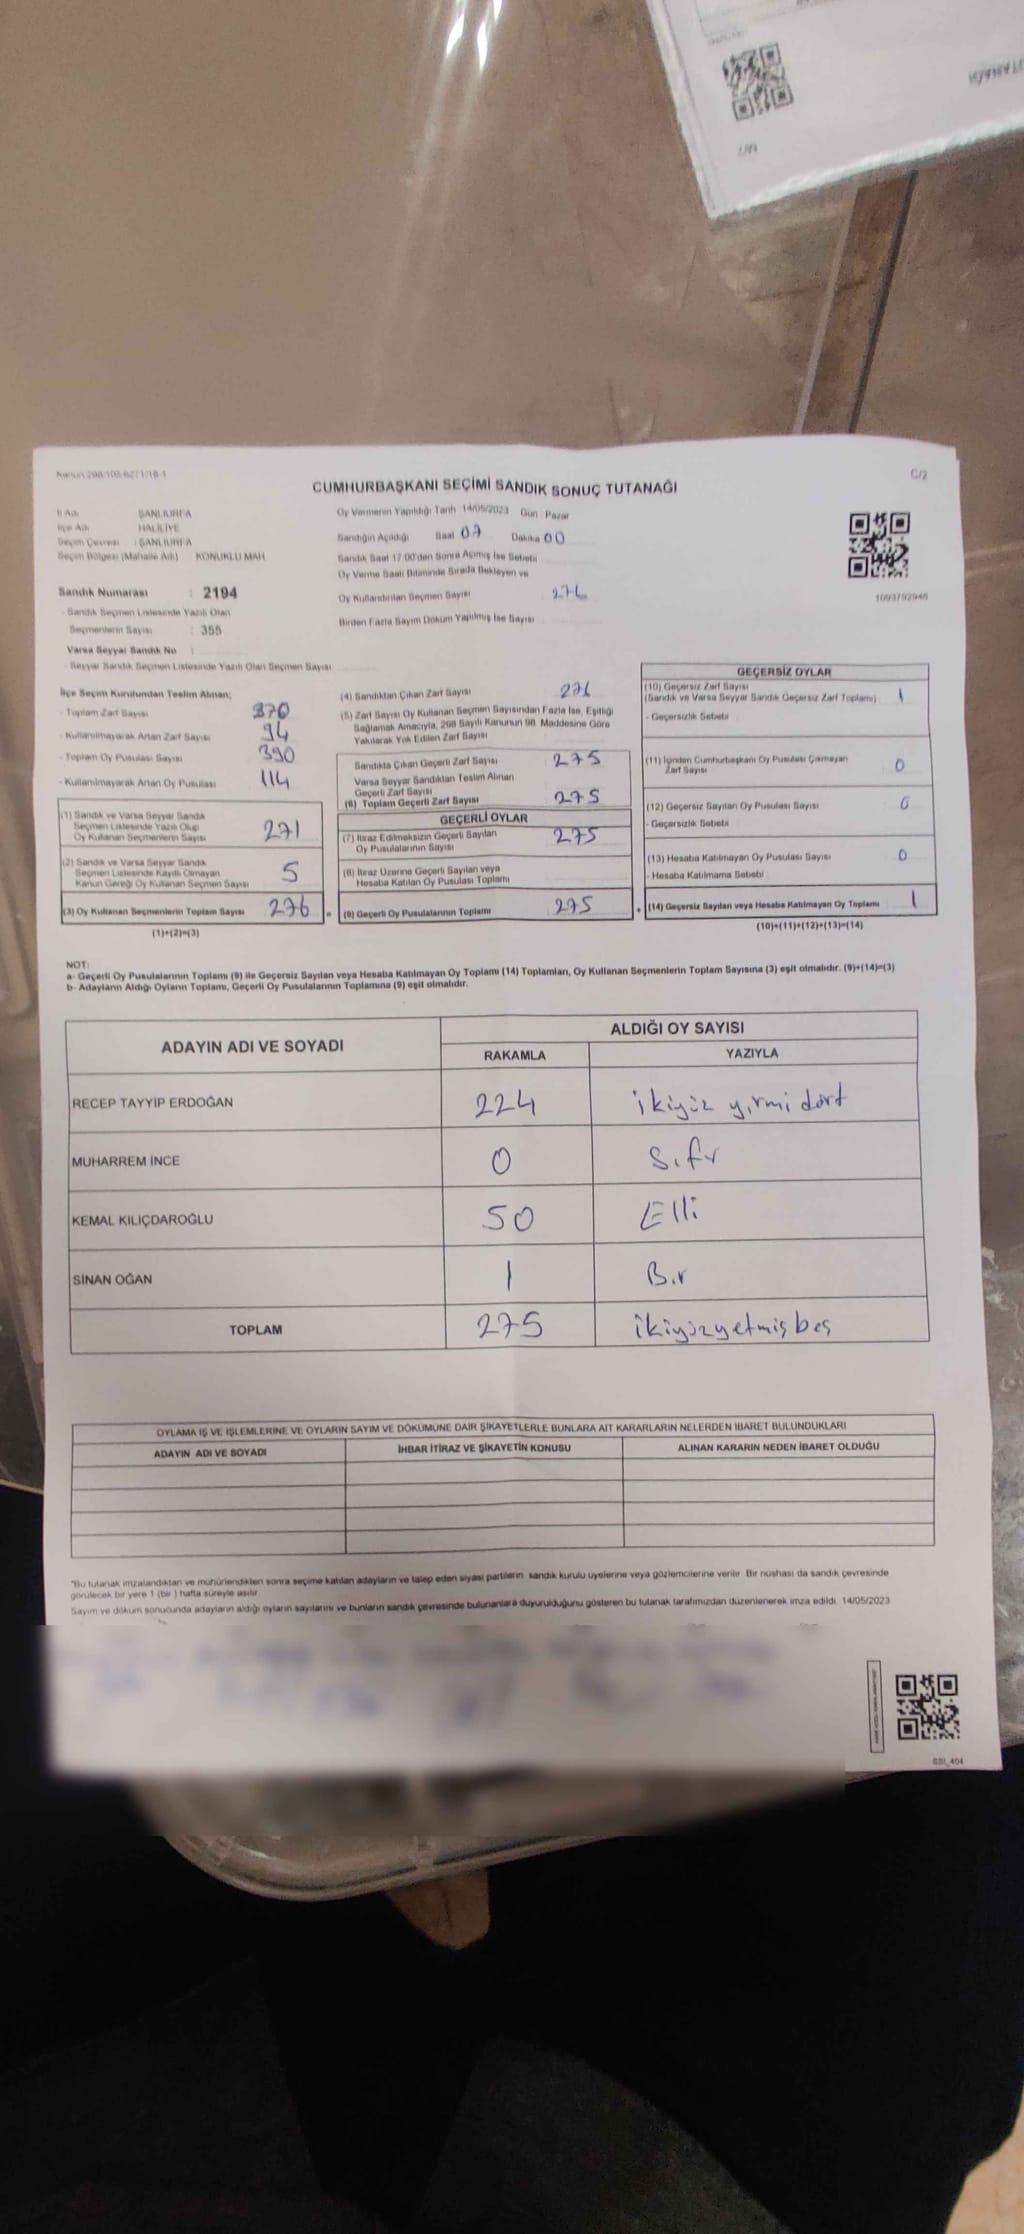 TUTANAĞI
C/2
CUMHURBAŞKANI SEÇİMİ SANDIK SONUÇ TUTANAĞI
İl Adı : ŞANLIURFA
İlçe Adı : HALİLİYE
Seçim Çevresi : ŞANLIURFA
Seçim Bölgesi (Mahalle Adı) : KONUKLU MAH
Sandık Numarası : 2194
- Sandık Seçmen Listesinde Yazılı Olan
Seçmenlerin Sayısı : 355
Varsa Seyyar Sandık No :
- Seyyar Sandık Seçmen Listesinde Yazılı Olan Seçmen Sayısı
Oy Vermenin Yapıldığı Tarih 14/05/2023 Gün : Pazar
Sandığın Açıldığı Saat 07 Dakika 00
Sandık Saat 17:00'den Sonra Açılmış İse Sebebi
Oy Verme Saati Bitiminde Sırada Bekleyen ve
Oy Kullandırılan Seçmen Sayısı : 276
Birden Fazla Sayım Döküm Yapılmış İse Sayısı
1093792948
İlçe Seçim Kurulundan Teslim Alınan;
- Toplam Zarf Sayısı 370
- Kullanılmayarak Artan Zarf Sayısı 94
- Toplam Oy Pusulası Sayısı 390
- Kullanılmayarak Artan Oy Pusulası 114
(1) Sandık ve Varsa Seyyar Sandık
Seçmen Listesinde Yazılı Olup
Oy Kullanan Seçmenlerin Sayısı 271
(2) Sandık ve Varsa Seyyar Sandık
Seçmen Listesinde Kayıtlı Olmayan
Kanun Gereği Oy Kullanan Seçmen Sayısı 5
(3) Oy Kullanan Seçmenlerin Toplam Sayısı 276 =
(1)+(2)=(3)
(4) Sandıktan Çıkan Zarf Sayısı 276
(5) Zarf Sayısı Oy Kullanan Seçmen Sayısından Fazla İse, Eşitliği
Sağlamak Amacıyla, 298 Sayılı Kanunun 98. Maddesine Göre
Yakılarak Yok Edilen Zarf Sayısı
Sandıkta Çıkan Geçerli Zarf Sayısı 275
Varsa Seyyar Sandıktan Teslim Alınan
Geçerli Zarf Sayısı
(6) Toplam Geçerli Zarf Sayısı 275
GEÇERLİ OYLAR
(7) İtiraz Edilmeksizin Geçerli Sayılan
Oy Pusulalarının Sayısı 275
(8) İtiraz Üzerine Geçerli Sayılan veya
Hesaba Katılan Oy Pusulası Toplamı
(9) Geçerli Oy Pusulalarının Toplamı 275 +
GEÇERSİZ OYLAR
(10) Geçersiz Zarf Sayısı
(Sandık ve Varsa Seyyar Sandık Geçersiz Zarf Toplamı) 1
- Geçersizlik Sebebi
(11) İçinden Cumhurbaşkanı Oy Pusulası Çıkmayan
Zarf Sayısı 0
(12) Geçersiz Sayılan Oy Pusulası Sayısı 0
- Geçersizlik Sebebi
(13) Hesaba Katılmayan Oy Pusulası Sayısı 0
- Hesaba Katılmama Sebebi
(14) Geçersiz Sayılan veya Hesaba Katılmayan Oy Toplamı 1
(10)+(11)+(12)+(13)=(14)
NOT:
a- Geçerli Oy Pusulalarının Toplamı (9) ile Geçersiz Sayılan veya Hesaba Katılmayan Oy Toplamı (14) Toplamları, Oy Kullanan Seçmenlerin Toplam Sayısına (3) eşit olmalıdır. (9)+(14)=(3)
b- Adayların Aldığı Oyların Toplamı, Geçerli Oy Pusulalarının Toplamına (9) eşit olmalıdır.
ADAYIN ADI VE SOYADI ALDIĞI OY SAYISI
RAKAMLA YAZIYLA
RECEP TAYYİP ERDOĞAN 224 ikiyüz yirmi dört
MUHARREM İNCE 0 Sıfır
KEMAL KILIÇDAROĞLU 50 Elli
SİNAN OĞAN 1 Bir
TOPLAM 275 ikiyüzyetmişbeş
OYLAMA İŞ VE İŞLEMLERİNE VE OYLARIN SAYIM VE DÖKÜMÜNE DAİR ŞİKAYETLERLE BUNLARA AİT KARARLARIN NELERDEN İBARET BULUNDUKLARI
ADAYIN ADI VE SOYADI İHBAR İTİRAZ VE ŞİKAYETİN KONUSU ALINAN KARARIN NEDEN İBARET OLDUĞU
"Bu tutanak imzalandıktan ve mühürlendikten sonra seçime katılan adayların ve talep eden siyasi partilerin sandık kurulu üyelerine veya gözlemcilerine verilir. Bir nüshası da sandık çevresinde
görülecek bir yere 1 (bir ) hafta süreyle asılır.
Sayım ve döküm sonucunda adayların aldığı oyların sayılarını ve bunların sandık çevresinde bulunanlara duyurulduğunu gösteren bu tutanak tarafımızdan düzenlenerek imza edildi. 14/05/2023
SSI_404